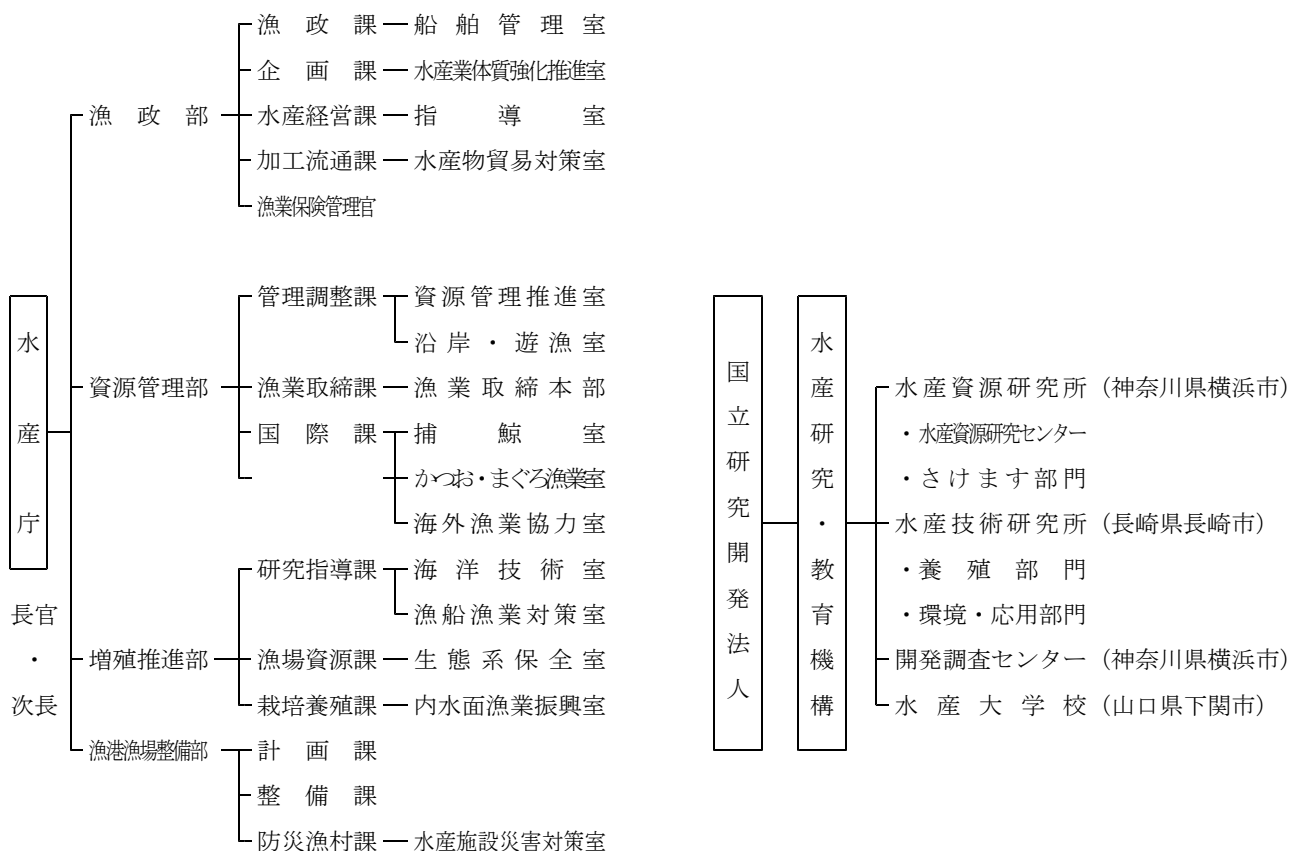 漁政課 船舶管理室
企画課 水産業体質強化推進室
漁政部 水産経営課 指導室
加工流通課 水産物貿易対策室
漁業保険管理官
管理調整課 資源管理推進室
沿岸・遊漁室
資源管理部 漁業取締課 漁業取締本部
国際課 捕鯨室
かつお・まぐろ漁業室
海外漁業協力室
研究指導課 海洋技術室
漁船漁業対策室
増殖推進部 漁場資源課 生態系保全室
栽培養殖課 内水面漁業振興室
漁港漁場整備部 計画課
整備課
防災漁村課 水産施設災害対策室
水産庁
長官・次長
国立研究開発法人
水産研究・教育機構
水産資源研究所(神奈川県横浜市)
・水産資源研究センター
・さけます部門
水産技術研究所(長崎県長崎市)
・養殖部門
・環境・応用部門
開発調査センター(神奈川県横浜市)
水産大学校(山口県下関市)